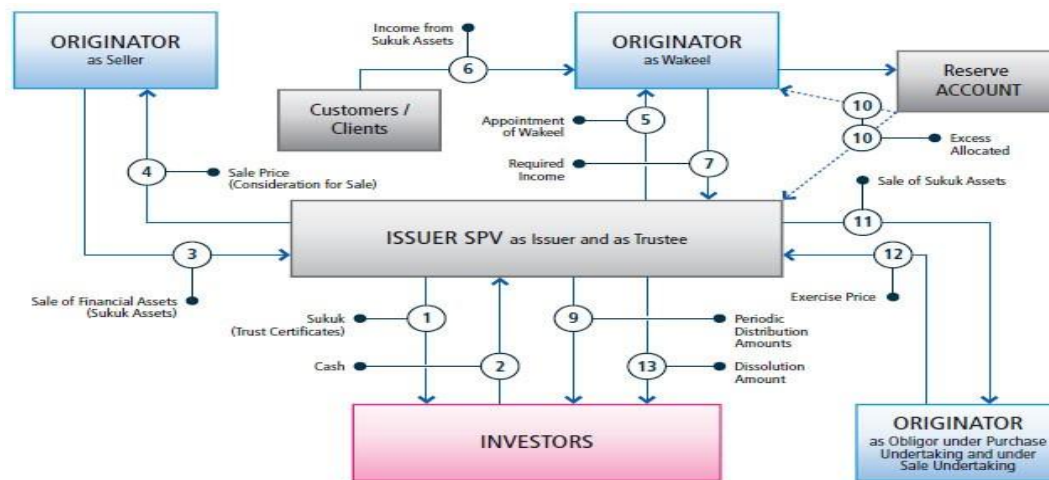 ORIGINATOR
as Seller
Income from
Sukuk Assets
6
ORIGINATOR
as Wakeel
Reserve
ACCOUNT
Customers /
Clients
4
Sale Price
(Consideration for Sale)
Appointment
of Wakeel
5
Required
Income
7
10
10
Excess
Allocated
Sale of Sukuk Assets
11
3
Sale of Financial Assets
(Sukuk Assets)
ISSUER SPV as Issuer and as Trustee
12
Exercise Price
Sukuk
(Trust Certificates)
1
Cash
2
9
Periodic
Distribution
Amounts
13
Dissolution
Amount
INVESTORS
ORIGINATOR
as Obligor under Purchase
Undertaking and under
Sale Undertaking